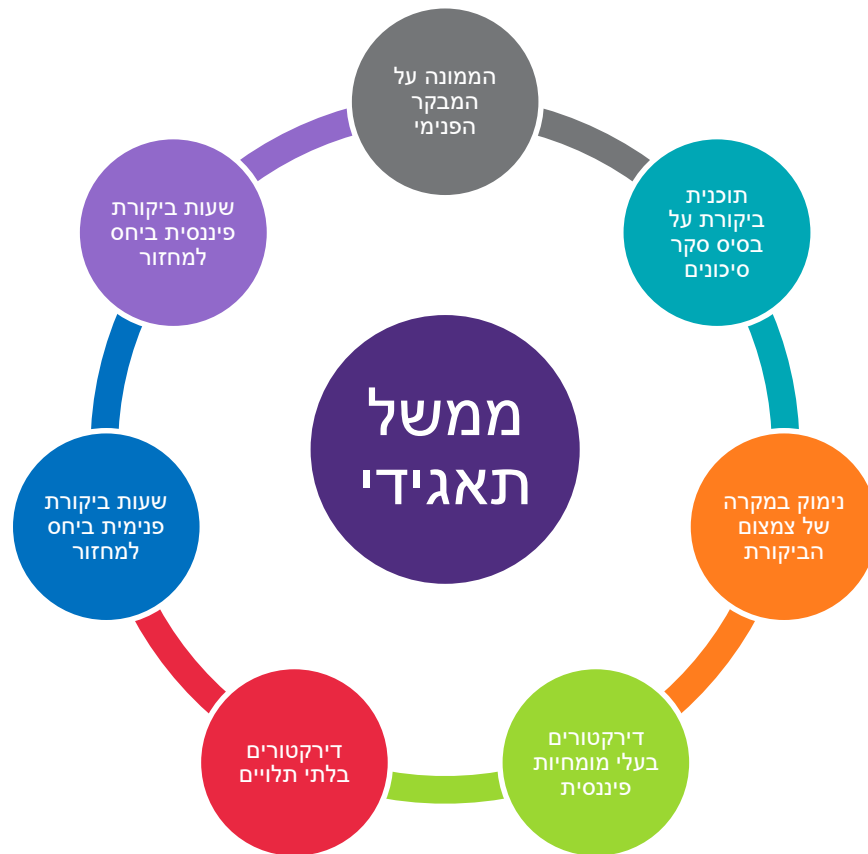 הממונה על
המבקר
הפנימי
תוכנית
ביקורת על
בסיס סקר
סיכונים
נימוק במקרה
של צמצום
הביקורת
דירקטורים
בעלי מומחיות
פיננסית
דירקטורים
בלתי תלויים
שעות ביקורת
פנימית ביחס
למחזור
שעות ביקורת
פיננסית ביחס
למחזור
ממשל
תאגידי